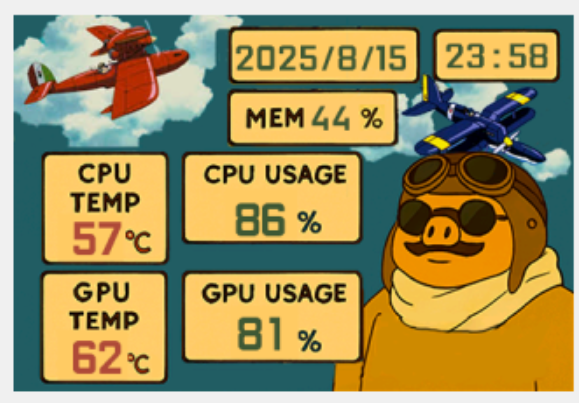 2025/8/15
23:58
MEM 44 %
CPU
TEMP
57°C
CPU USAGE
86 %
GPU
TEMP
62°C
GPU USAGE
81 %